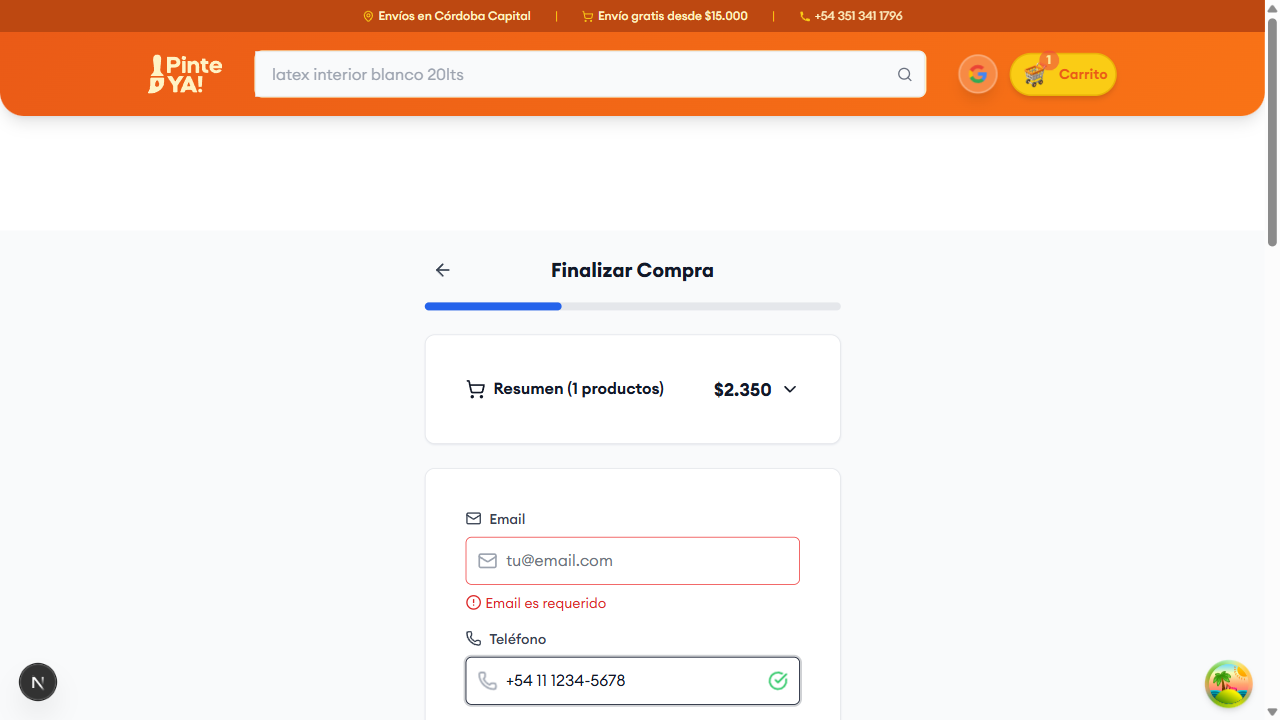 Envíos en Córdoba Capital | Envío gratis desde $15.000 | +54 351 341 1796
Pinte
YA!
latex interior blanco 20lts
1
Carrito
Finalizar Compra
Resumen (1 productos) $2.350
Email
tu@email.com
Email es requerido
Teléfono
+54 11 1234-5678
N